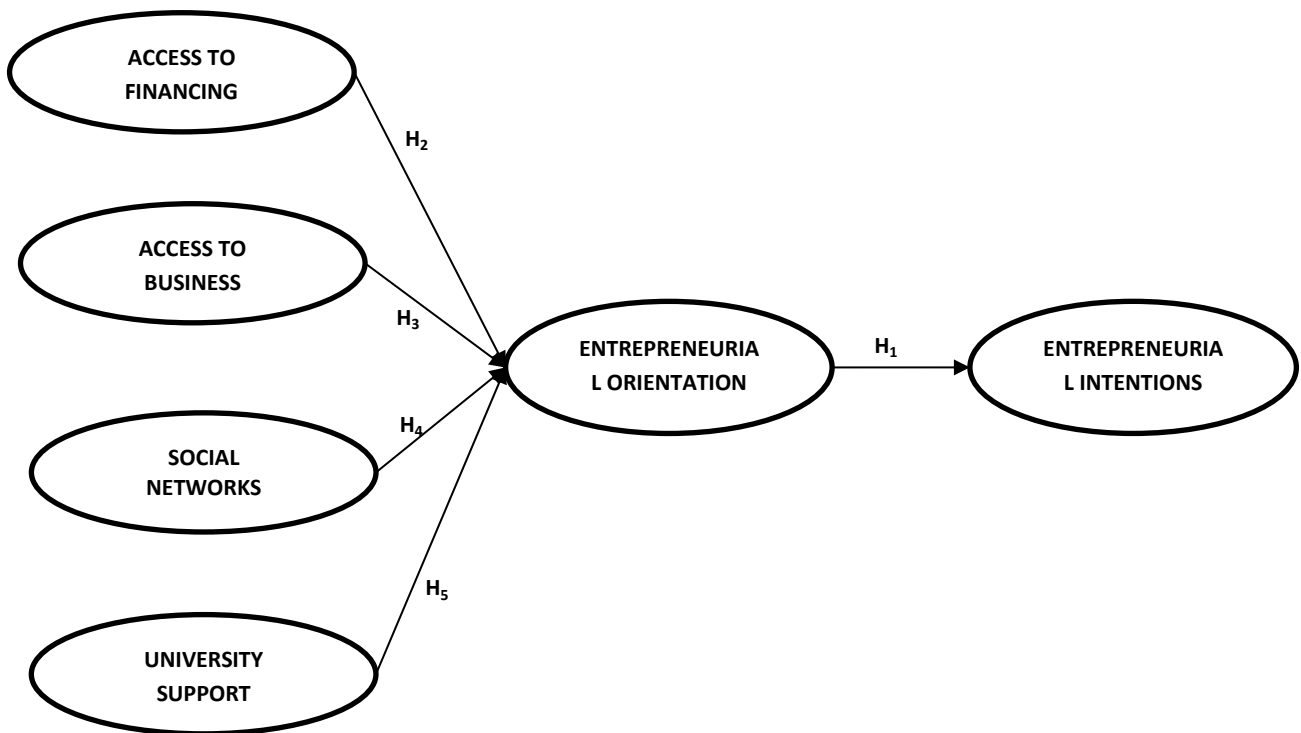 ACCESS TO
FINANCING
H₂
ACCESS TO
BUSINESS
H₃
ENTREPRENEURIA
L ORIENTATION
H₁
ENTREPRENEURIA
L INTENTIONS
H₄
SOCIAL
NETWORKS
H₅
UNIVERSITY
SUPPORT